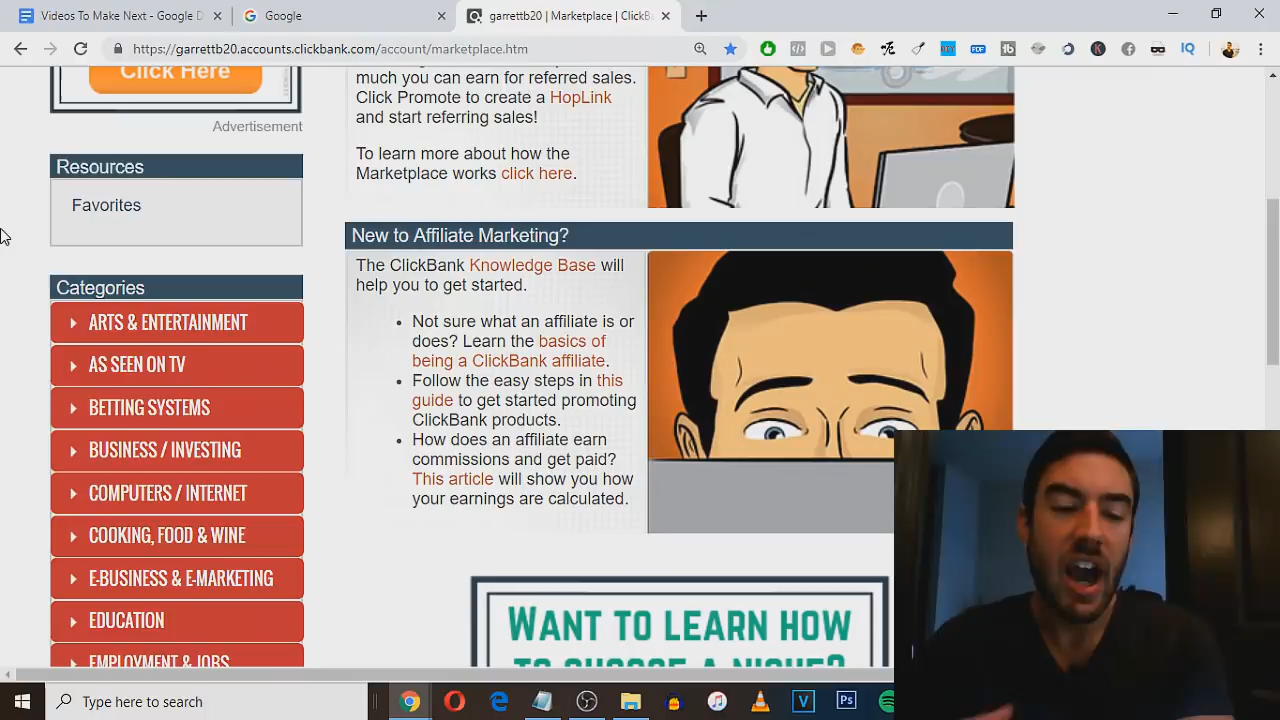 Videos To Make Next - Google D
Google
garrettb20 | Marketplace | ClickB
https://garrettb20.accounts.clickbank.com/account/marketplace.htm
Click Here
Advertisement
Resources
Favorites
Categories
ARTS & ENTERTAINMENT
AS SEEN ON TV
BETTING SYSTEMS
BUSINESS / INVESTING
COMPUTERS / INTERNET
COOKING, FOOD & WINE
E-BUSINESS & E-MARKETING
EDUCATION
EMPLOYMENT & JOBS
much you can earn for referred sales.
Click Promote to create a HopLink
and start referring sales!
To learn more about how the
Marketplace works click here.
New to Affiliate Marketing?
The ClickBank Knowledge Base will
help you to get started.
• Not sure what an affiliate is or
does? Learn the basics of
being a ClickBank affiliate.
• Follow the easy steps in this
guide to get started promoting
ClickBank products.
• How does an affiliate earn
commissions and get paid?
This article will show you how
your earnings are calculated.
WANT TO LEARN HOW
TO CHOOSE A NICHE?
Type here to search